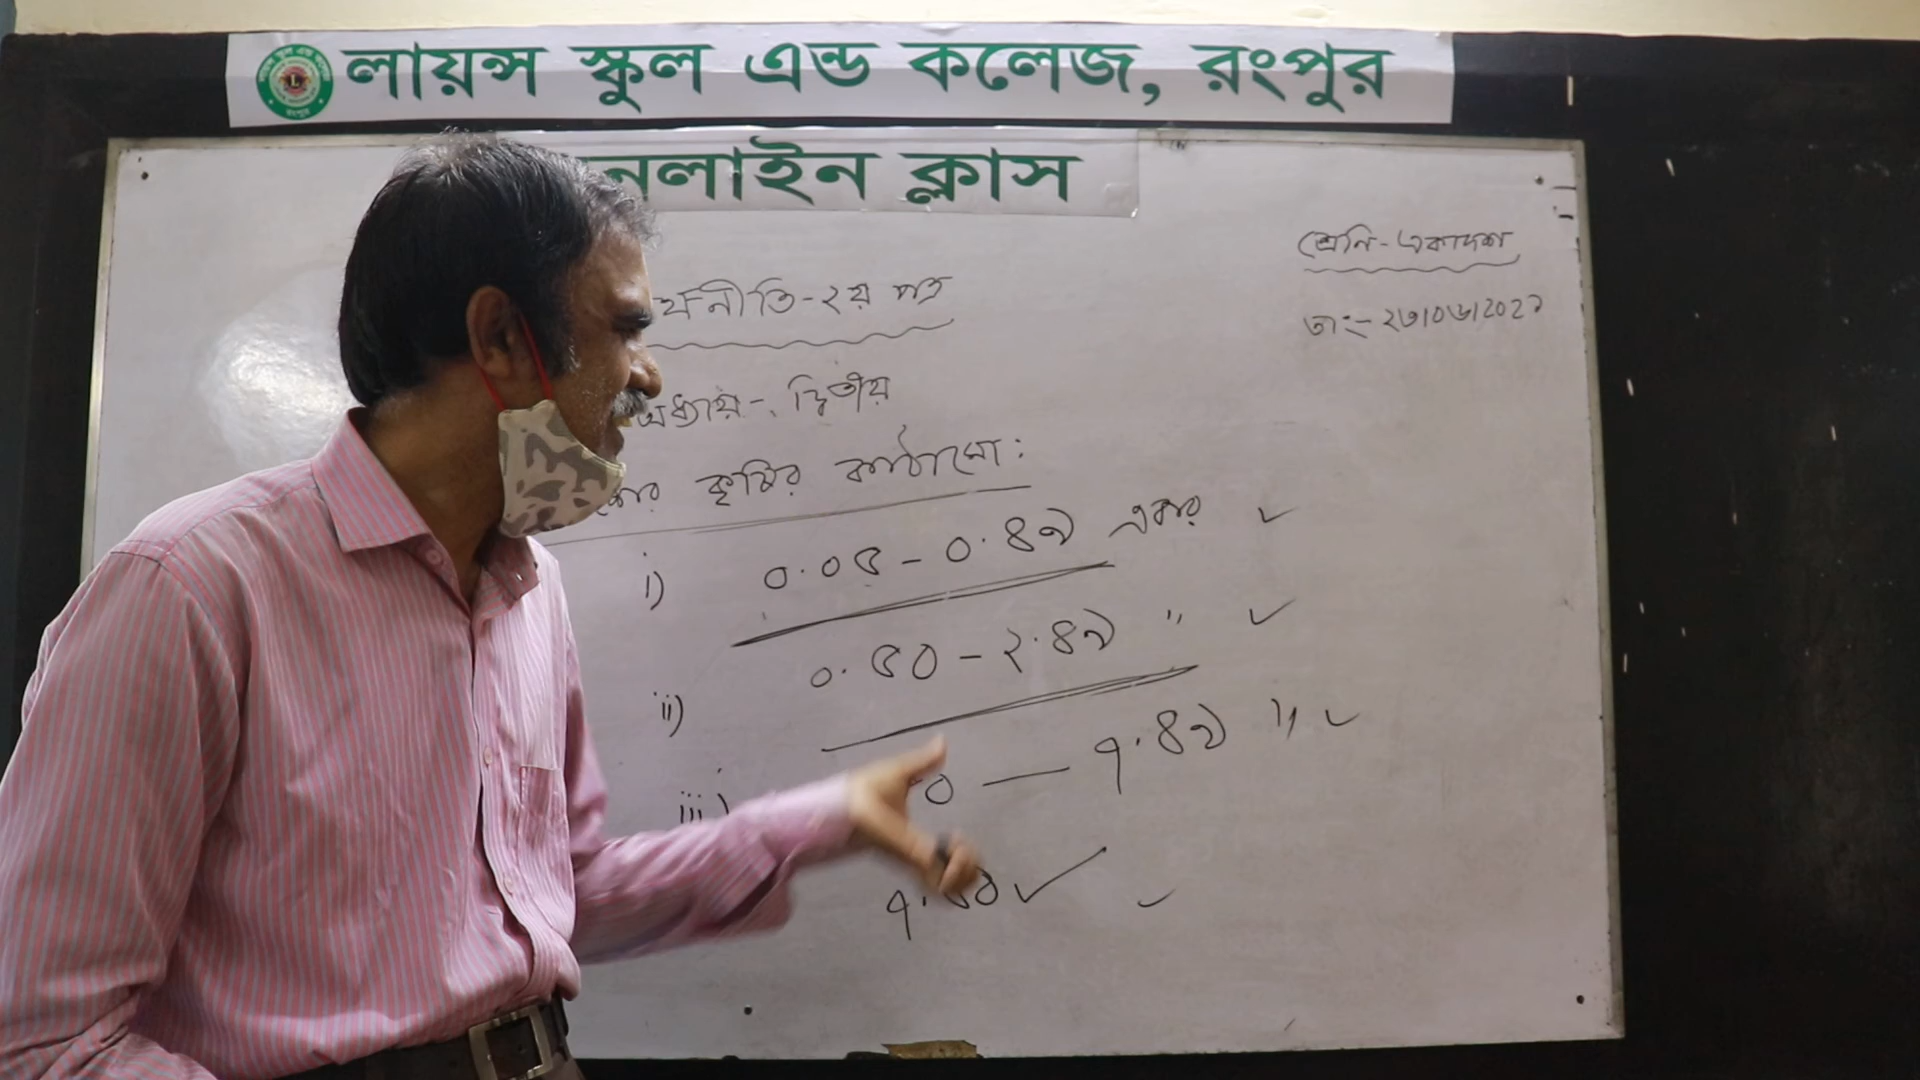 লায়ন্স স্কুল এন্ড কলেজ, রংপুর
নলাইন ক্লাস
শ্রেণি-একাদশ
তাং-২৩/০৬/২০২১
র্থনীতি-২য় পত্র
অধ্যায়-দ্বিতীয়
কৃষির কাঠামো:
i) ০.০৫-০.৪৯ একর ✓
ii) ০.৫০-২.৪৯ " ✓
iii) ০ — ৭.৪৯ " ✓
৭.৫০ ✓